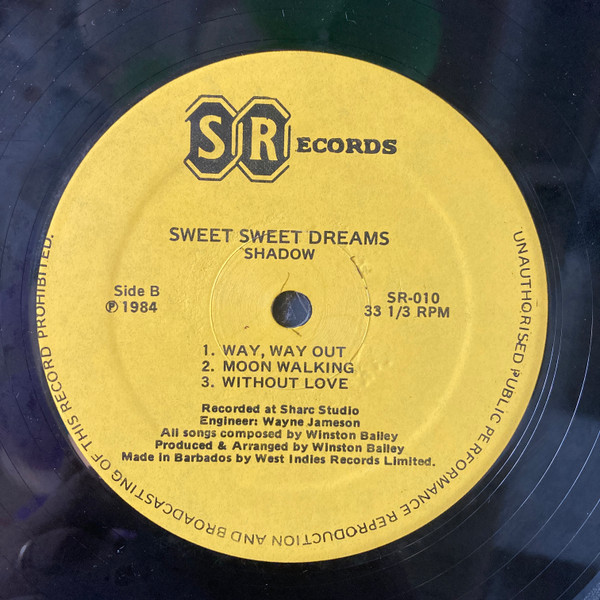 SRECORDS
SWEET SWEET DREAMS
SHADOW
Side B
℗ 1984
SR-010
33 1/3 RPM
1. WAY, WAY OUT
2. MOON WALKING
3. WITHOUT LOVE
Recorded at Sharc Studio
Engineer: Wayne Jameson
All songs composed by Winston Bailey
Produced & Arranged by Winston Bailey
Made in Barbados by West Indies Records Limited.
UNAUTHORISED PUBLIC PERFORMANCE REPRODUCTION AND BROADCASTING OF THIS RECORD PROHIBITED.